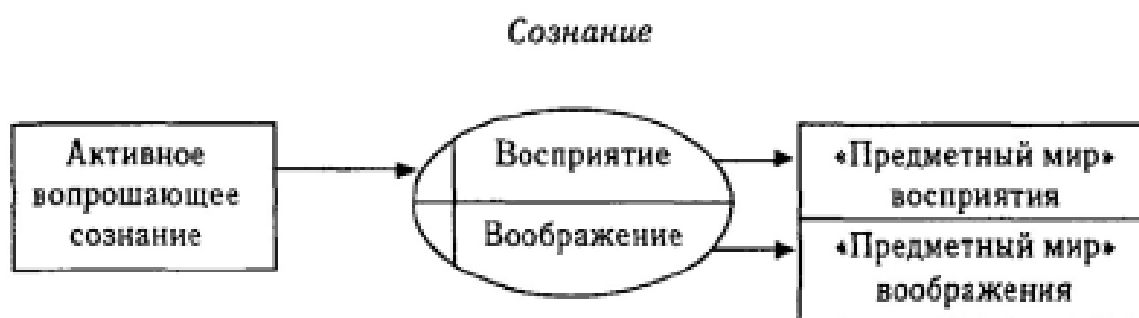 Сознание
Активное
вопрошающее
сознание
Восприятие
Воображение
«Предметный мир»
восприятия
«Предметный мир»
воображения